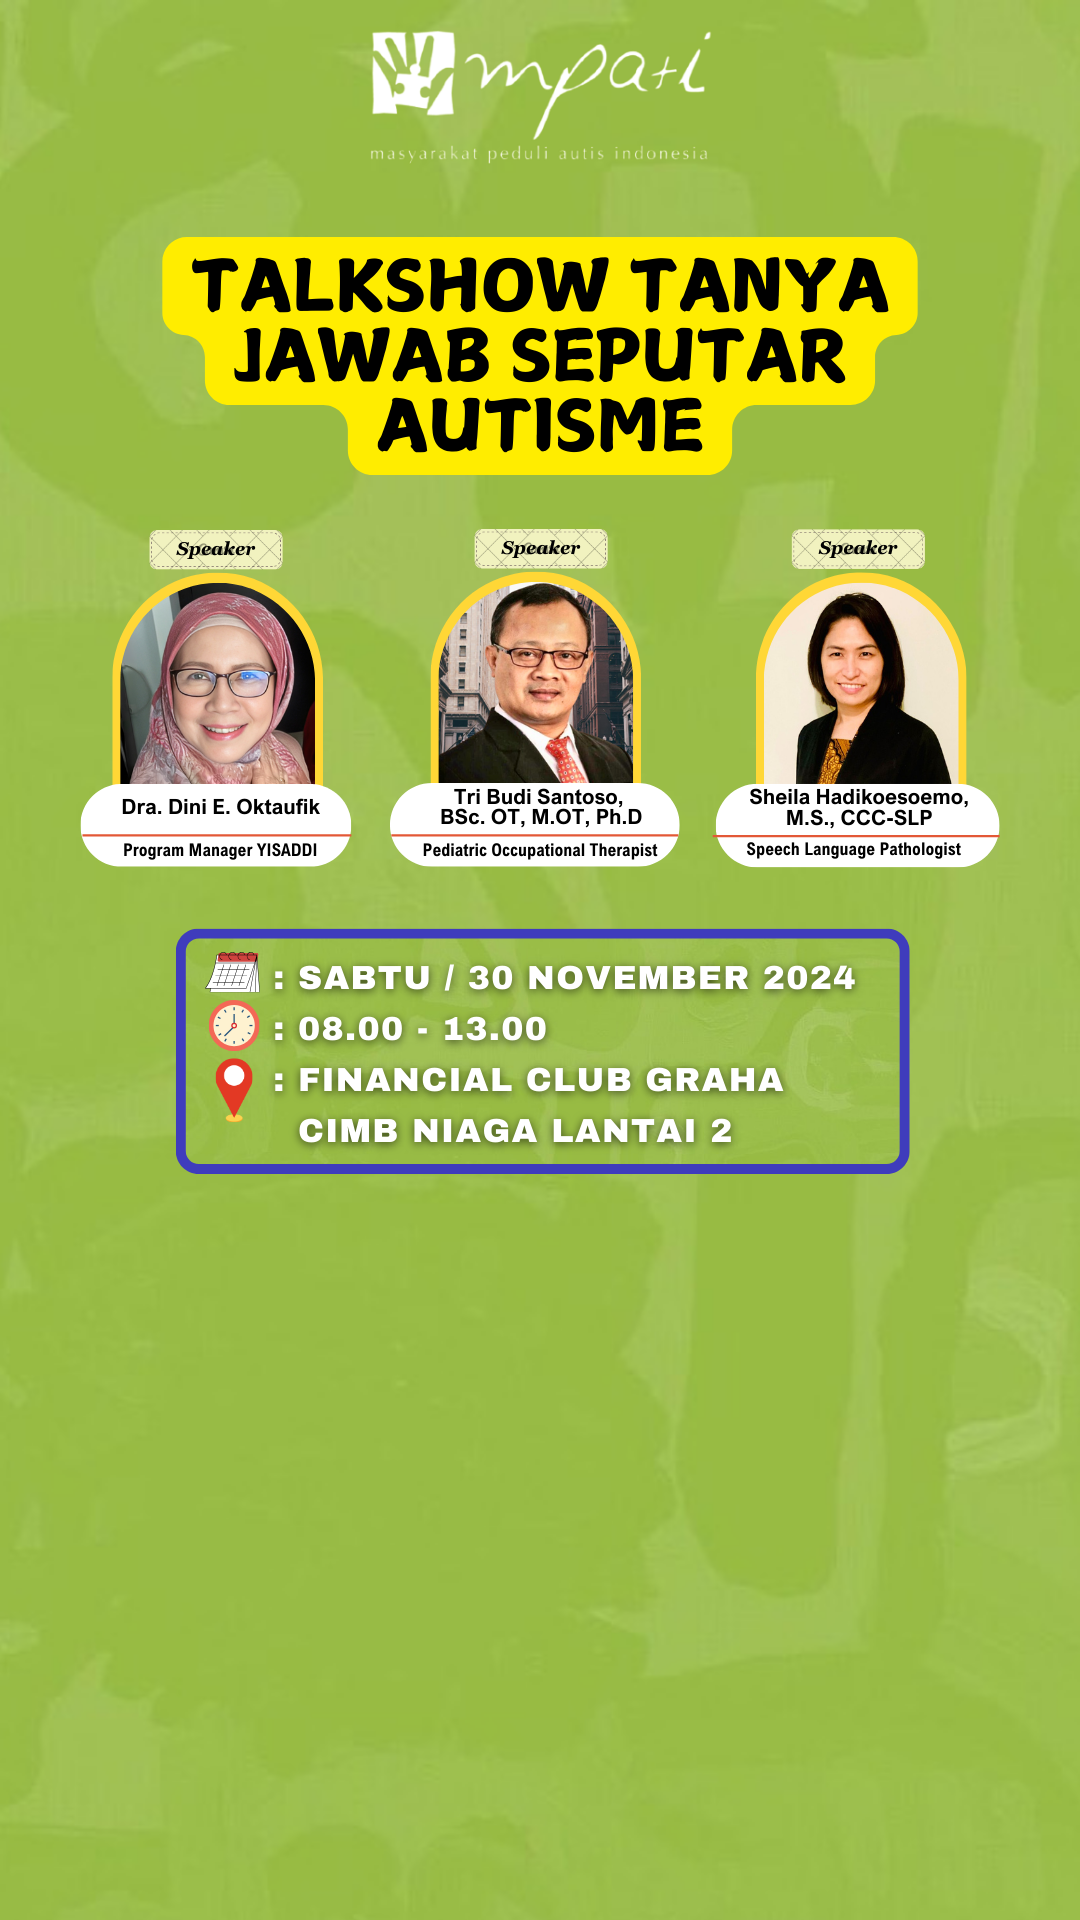 mpati
masyarakat peduli autis indonesia
TALKSHOW TANYA
JAWAB SEPUTAR
AUTISME
Speaker
Speaker
Speaker
Dra. Dini E. Oktaufik
Program Manager YISADDI
Tri Budi Santoso,
BSc. OT, M.OT, Ph.D
Pediatric Occupational Therapist
Sheila Hadikoesoemo,
M.S., CCC-SLP
Speech Language Pathologist
: SABTU / 30 NOVEMBER 2024
: 08.00 - 13.00
: FINANCIAL CLUB GRAHA
CIMB NIAGA LANTAI 2